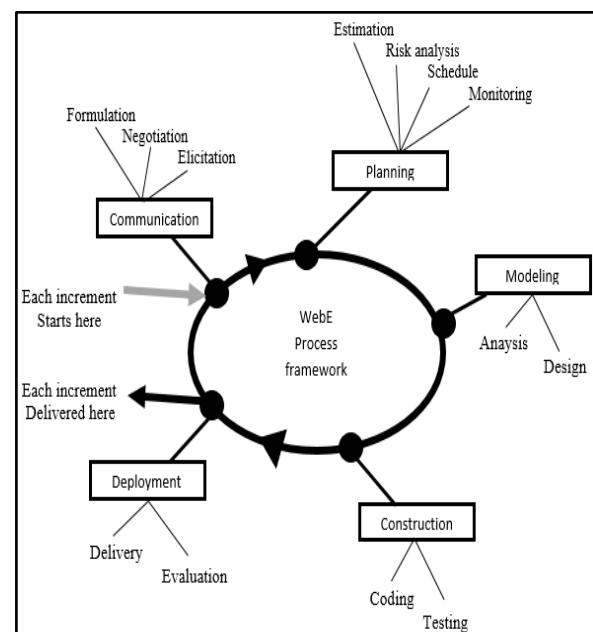 Estimation
Risk analysis
Schedule
Monitoring
Planning
Formulation
Negotiation
Elicitation
Communication
Each increment
Starts here
WebE
Process
framework
Modeling
Anaysis
Design
Each increment
Delivered here
Deployment
Delivery
Evaluation
Construction
Coding
Testing